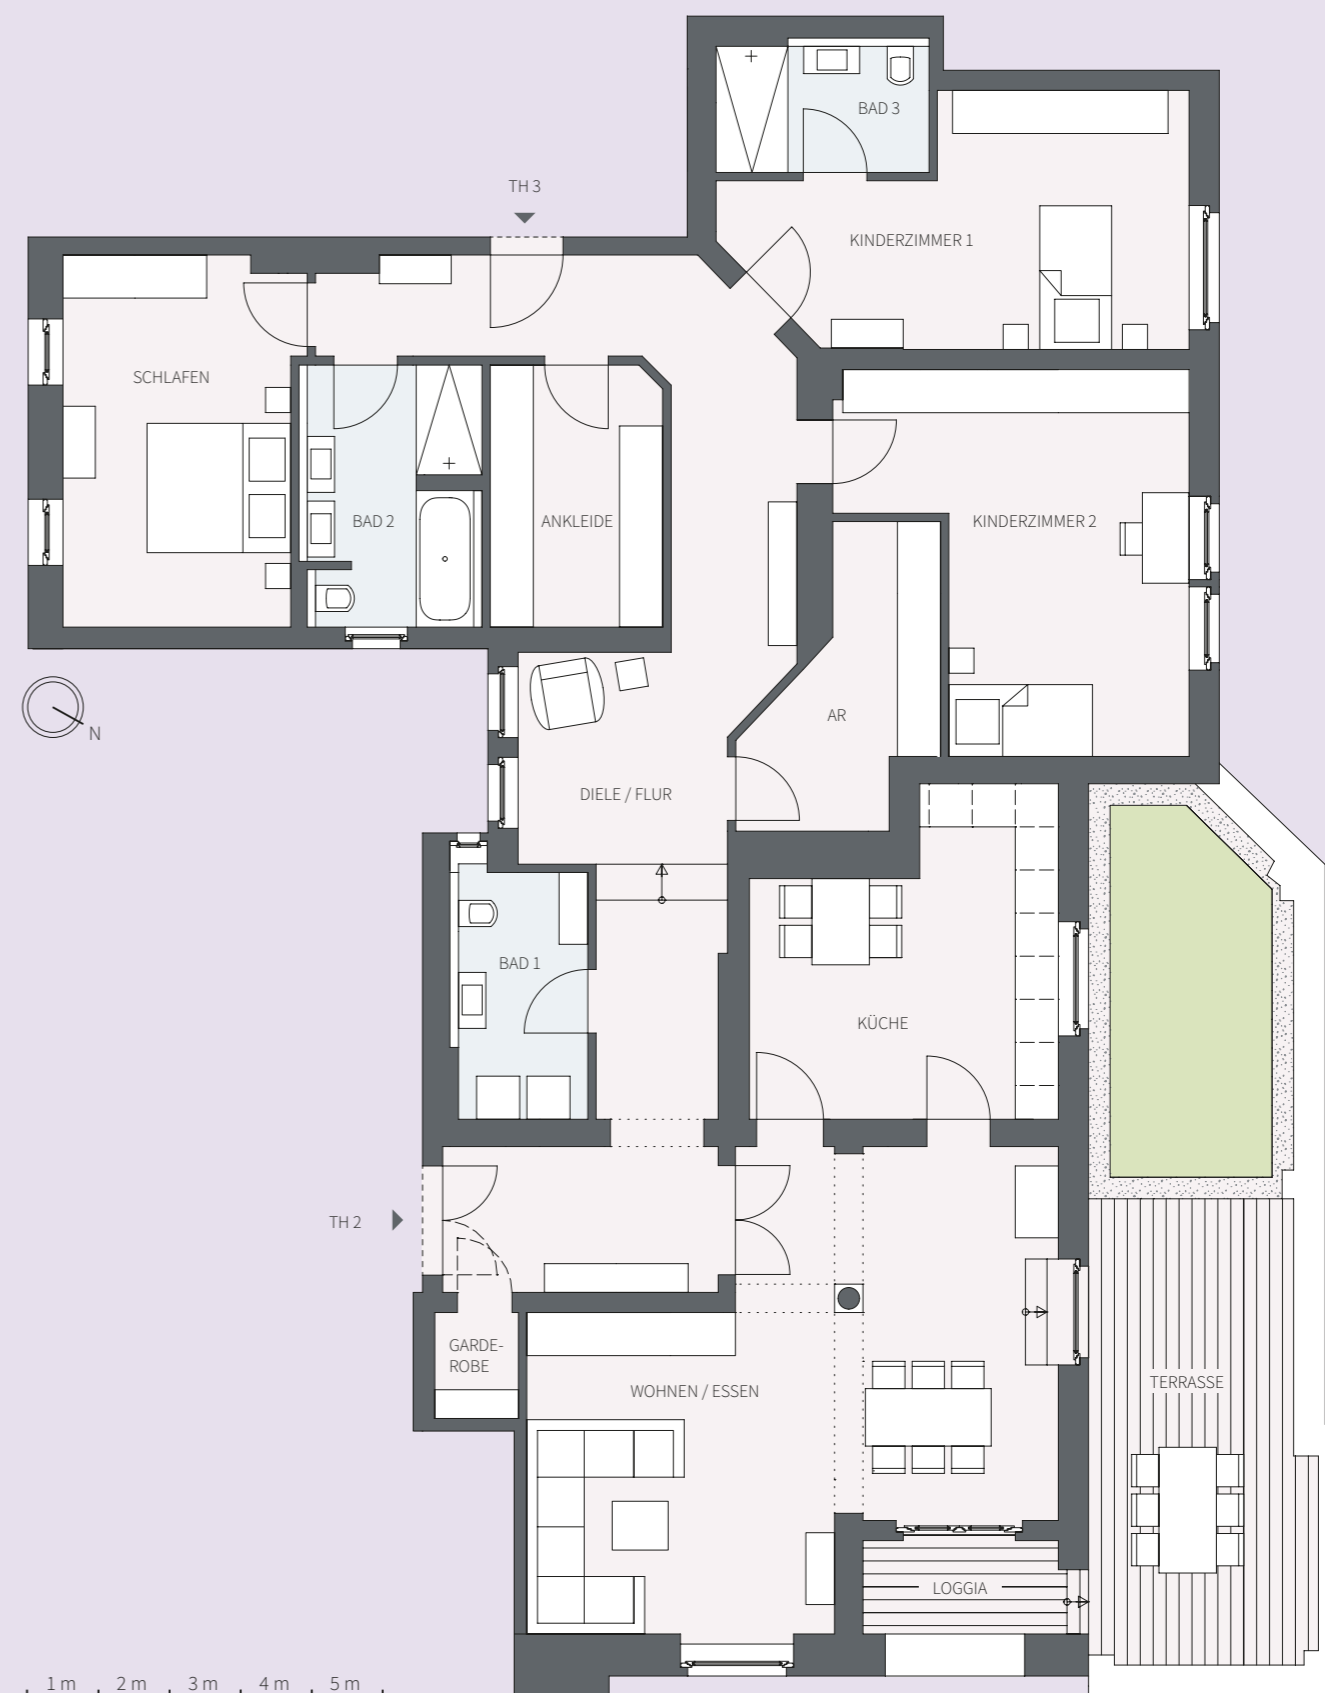 BAD 3
TH 3
KINDERZIMMER 1
SCHLAFEN
BAD 2
ANKLEIDE
KINDERZIMMER 2
N
AR
DIELE / FLUR
BAD 1
KÜCHE
TH 2
GARDE-
ROBE
WOHNEN / ESSEN
TERRASSE
LOGGIA
1 m 2 m 3 m 4 m 5 m